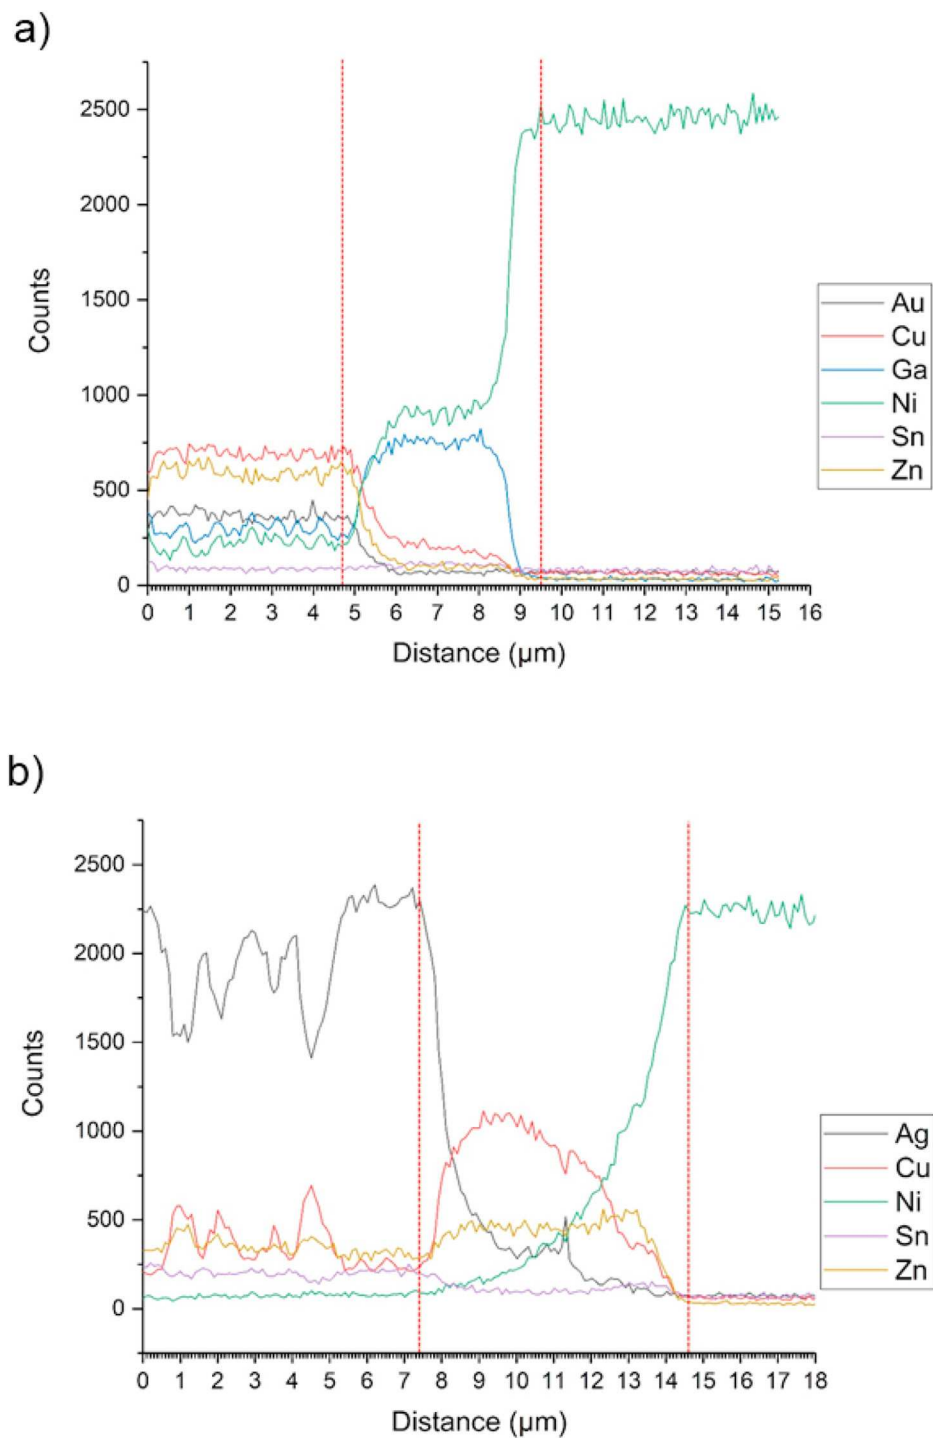 a)
2500
2000
1500
1000
500
0
Counts
0 1 2 3 4 5 6 7 8 9 10 11 12 13 14 15 16
Distance (µm)
Au
Cu
Ga
Ni
Sn
Zn
b)
2500
2000
1500
1000
500
0
Counts
0 1 2 3 4 5 6 7 8 9 10 11 12 13 14 15 16 17 18
Distance (µm)
Ag
Cu
Ni
Sn
Zn